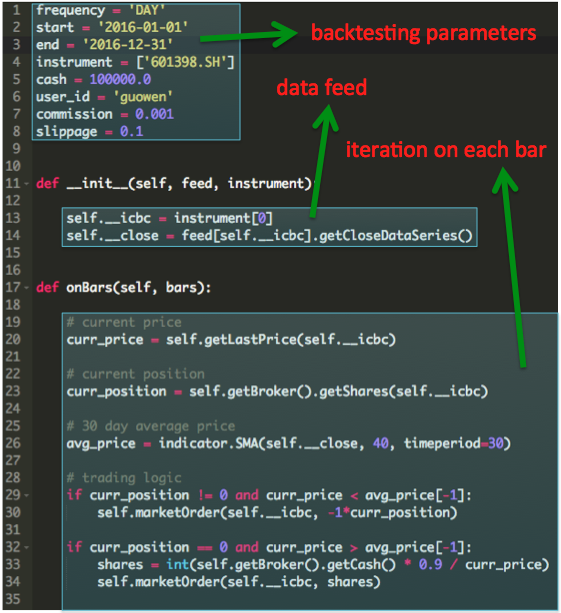 1 frequency = 'DAY'
2 start = '2016-01-01'
3 end = '2016-12-31'
backtesting parameters
4 instrument = ['601398.SH']
5 cash = 100000.0
6 user_id = 'guowen'
data feed
7 commission = 0.001
8 slippage = 0.1
9
iteration on each bar
10
11 def __init__(self, feed, instrument):
12
13 self.__icbc = instrument[0]
14 self.__close = feed[self.__icbc].getCloseDataSeries()
15
16
17 def onBars(self, bars):
18
19 # current price
20 curr_price = self.getLastPrice(self.__icbc)
21
22 # current position
23 curr_position = self.getBroker().getShares(self.__icbc)
24
25 # 30 day average price
26 avg_price = indicator.SMA(self.__close, 40, timeperiod=30)
27
28 # trading logic
29 if curr_position != 0 and curr_price < avg_price[-1]:
30 self.marketOrder(self.__icbc, -1*curr_position)
31
32 if curr_position == 0 and curr_price > avg_price[-1]:
33 shares = int(self.getBroker().getCash() * 0.9 / curr_price)
34 self.marketOrder(self.__icbc, shares)
35